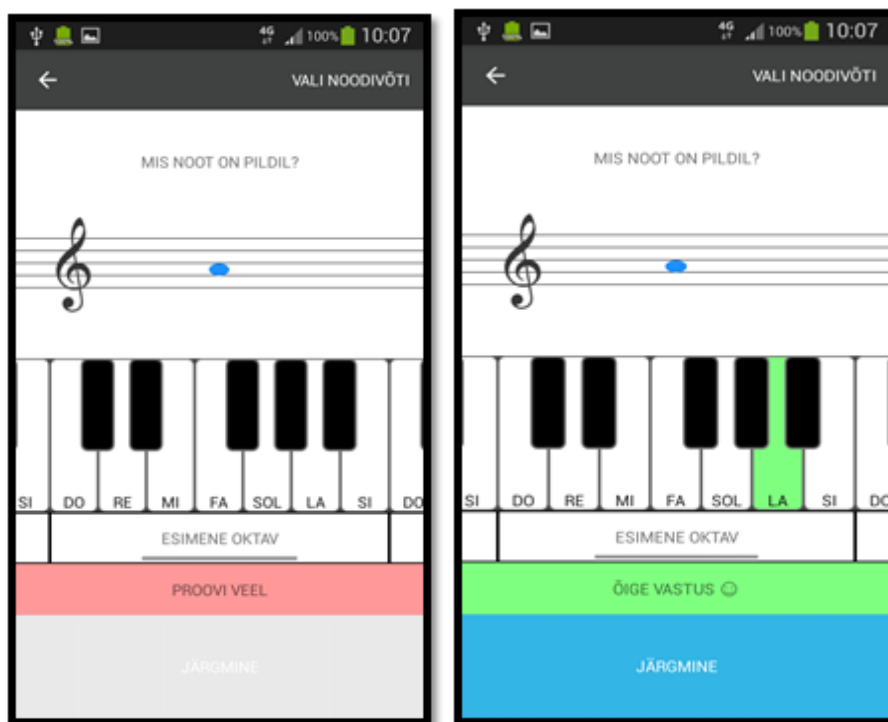 4G 100% 10:07
VALI NOODIVÕTI
MIS NOOT ON PILDIL?
SI DO RE MI FA SOL LA SI DO
ESIMENE OKTAV
PROOVI VEEL
JÄRGMINE
4G 100% 10:07
VALI NOODIVÕTI
MIS NOOT ON PILDIL?
SI DO RE MI FA SOL LA SI DO
ESIMENE OKTAV
ÕIGE VASTUS ☺
JÄRGMINE